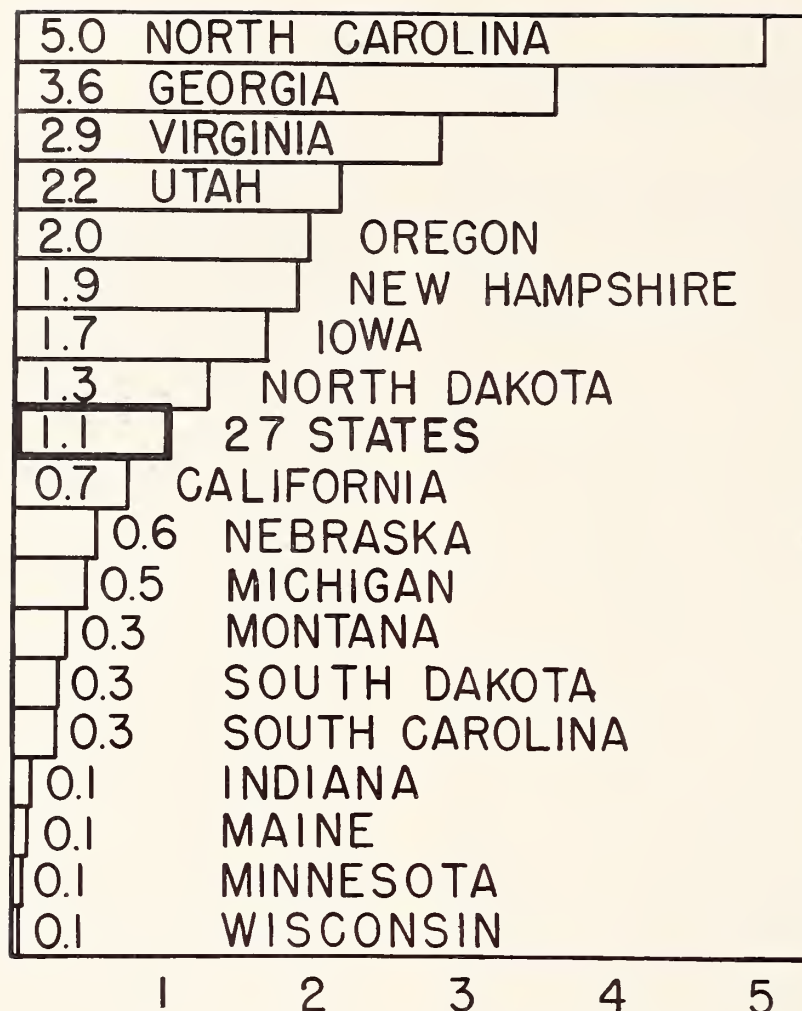 5.0 NORTH CAROLINA
3.6 GEORGIA
2.9 VIRGINIA
2.2 UTAH
2.0 OREGON
1.9 NEW HAMPSHIRE
1.7 IOWA
1.3 NORTH DAKOTA
1.1 27 STATES
0.7 CALIFORNIA
0.6 NEBRASKA
0.5 MICHIGAN
0.3 MONTANA
0.3 SOUTH DAKOTA
0.3 SOUTH CAROLINA
0.1 INDIANA
0.1 MAINE
0.1 MINNESOTA
0.1 WISCONSIN
1 2 3 4 5